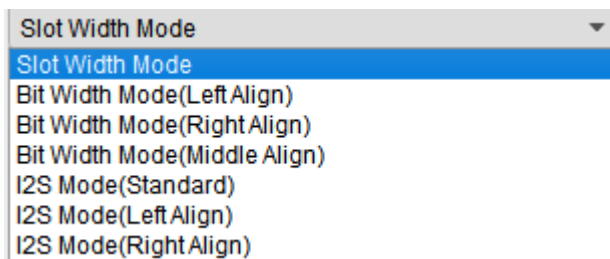 Slot Width Mode
Slot Width Mode
Bit Width Mode(Left Align)
Bit Width Mode(Right Align)
Bit Width Mode(Middle Align)
I2S Mode(Standard)
I2S Mode(Left Align)
I2S Mode(Right Align)